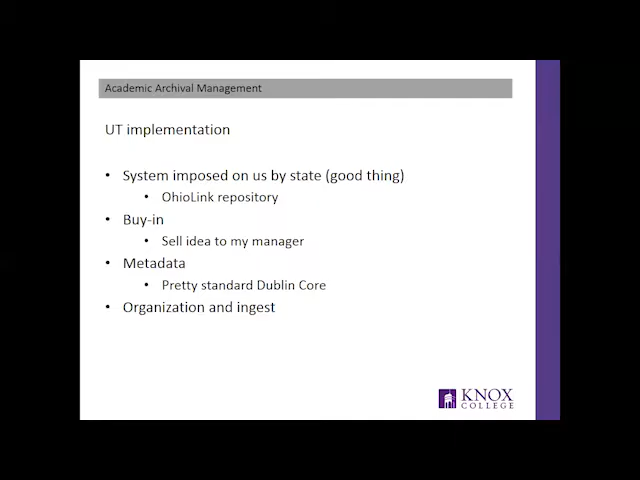 Academic Archival Management
UT implementation
• System imposed on us by state (good thing)
• OhioLink repository
• Buy-in
• Sell idea to my manager
• Metadata
• Pretty standard Dublin Core
• Organization and ingest
KNOX
COLLEGE